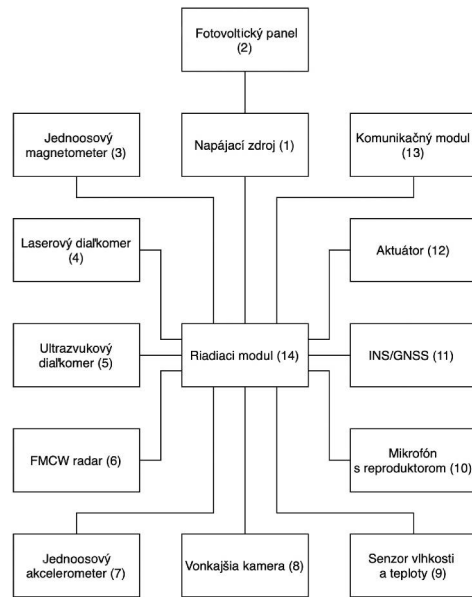 Fotovoltický panel
(2)
Jednoosový
magnetometer (3)
Napájací zdroj (1)
Komunikačný modul
(13)
Laserový diaľkomer
(4)
Aktuátor (12)
Ultrazvukový
diaľkomer (5)
Riadiaci modul (14)
INS/GNSS (11)
FMCW radar (6)
Mikrofón
s reproduktorom (10)
Jednoosový
akcelerometer (7)
Vonkajšia kamera (8)
Senzor vlhkosti
a teploty (9)